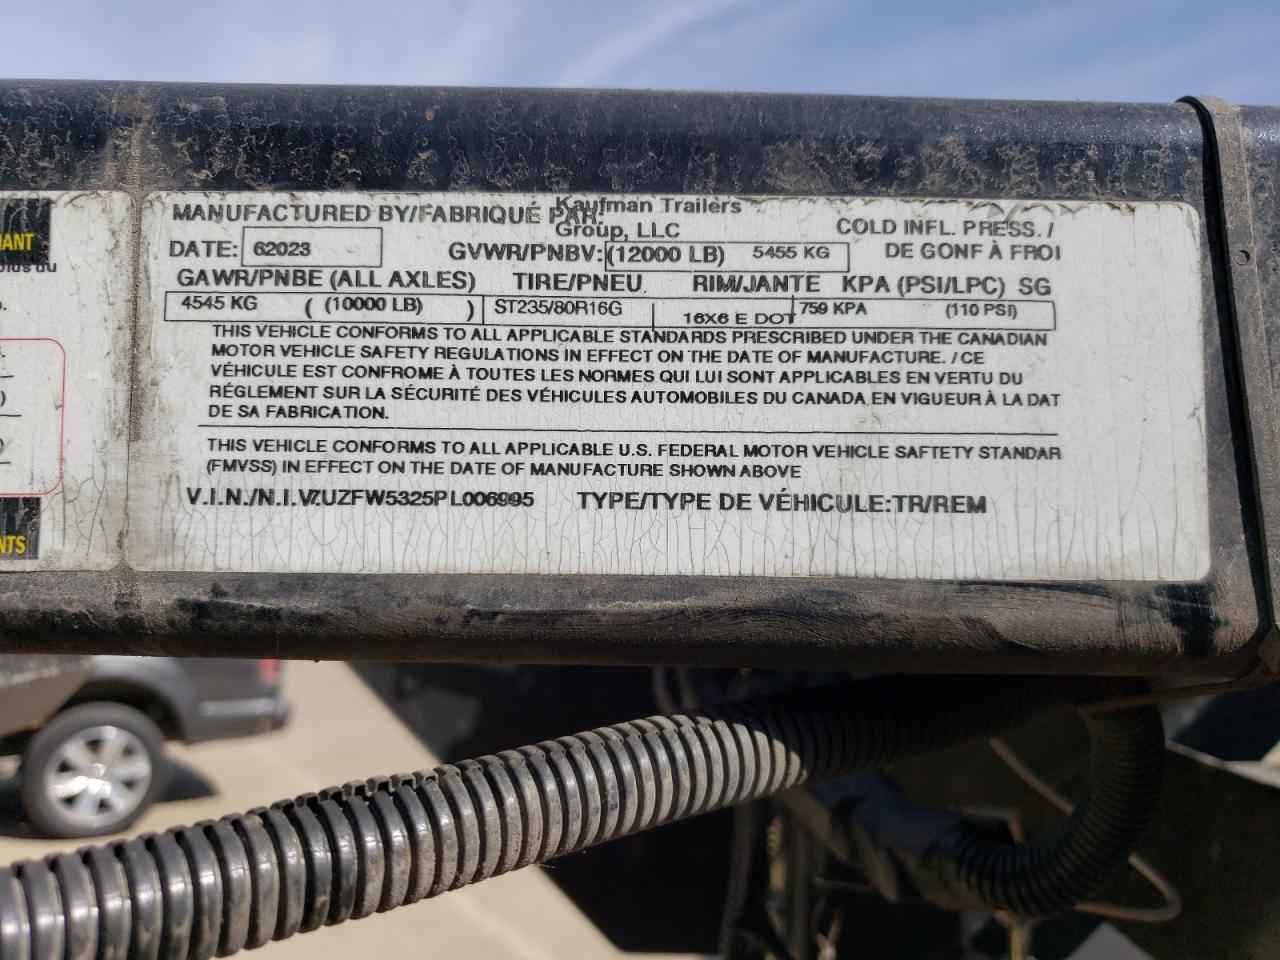 MANUFACTURED BY/FABRIQUÉ PAR: Kaufman Trailers
Group, LLC
COLD INFL. PRESS. /
DE GONF À FROI
DATE: 62023 GVWR/PNBV: (12000 LB) 5455 KG
GAWR/PNBE (ALL AXLES) TIRE/PNEU RIM/JANTE KPA (PSI/LPC) SG
4545 KG ( (10000 LB) ) ST235/80R16G 16X6 E DOT 759 KPA (110 PSI)
THIS VEHICLE CONFORMS TO ALL APPLICABLE STANDARDS PRESCRIBED UNDER THE CANADIAN
MOTOR VEHICLE SAFETY REGULATIONS IN EFFECT ON THE DATE OF MANUFACTURE. / CE
VÉHICULE EST CONFROME À TOUTES LES NORMES QUI LUI SONT APPLICABLES EN VERTU DU
RÉGLEMENT SUR LA SÉCURITÉ DES VÉHICULES AUTOMOBILES DU CANADA EN VIGUEUR À LA DAT
DE SA FABRICATION.
THIS VEHICLE CONFORMS TO ALL APPLICABLE U.S. FEDERAL MOTOR VEHICLE SAFTETY STANDAR
(FMVSS) IN EFFECT ON THE DATE OF MANUFACTURE SHOWN ABOVE
V.I.N./N.I.V.: 7UZFW5325PL006995 TYPE/TYPE DE VÉHICULE:TR/REM
IANT
plus du
NTS